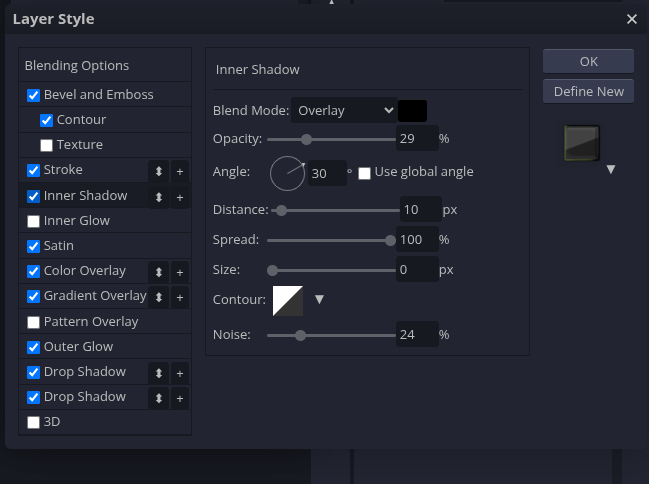 Layer Style
Blending Options
Bevel and Emboss
Contour
Texture
Stroke
Inner Shadow
Inner Glow
Satin
Color Overlay
Gradient Overlay
Pattern Overlay
Outer Glow
Drop Shadow
Drop Shadow
3D
Inner Shadow
Blend Mode: Overlay
Opacity: 29 %
Angle: 30 ° Use global angle
Distance: 10 px
Spread: 100 %
Size: 0 px
Contour:
Noise: 24 %
OK
Define New